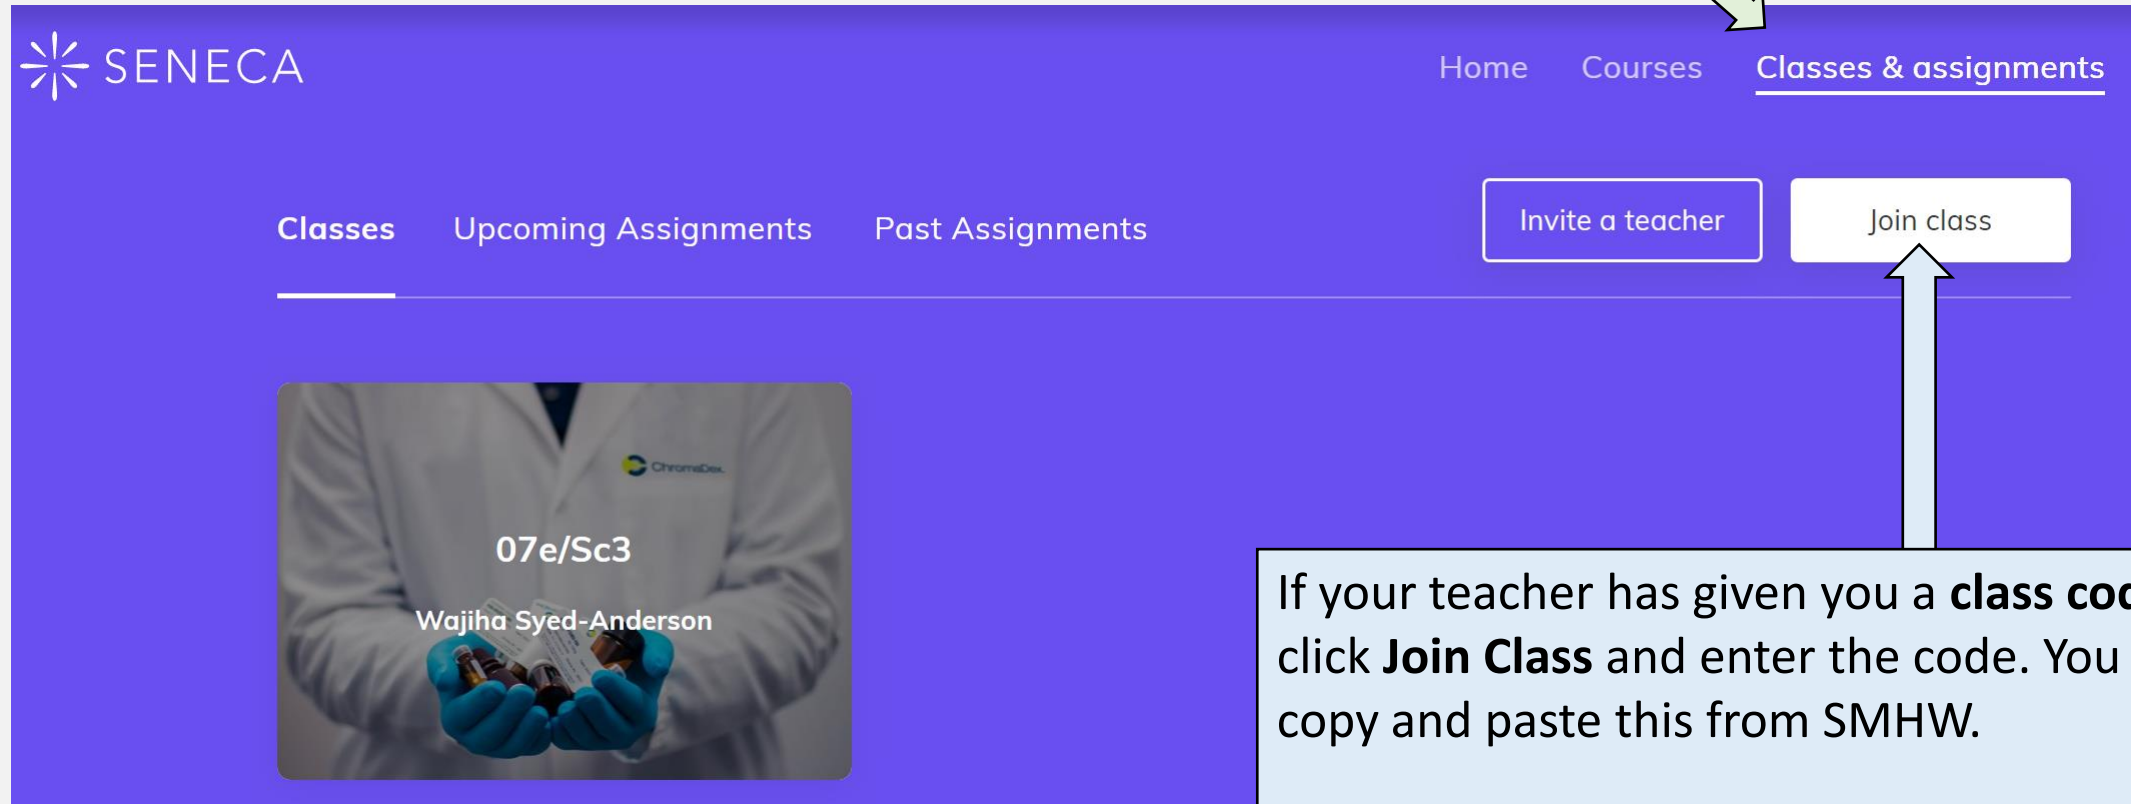 SENECA
Home Courses Classes & assignments
Classes Upcoming Assignments Past Assignments Invite a teacher Join class
ChromaDex.
07e/Sc3
Wajiha Syed-Anderson
If your teacher has given you a class
click Join Class and enter the code. You
copy and paste this from SMHW.